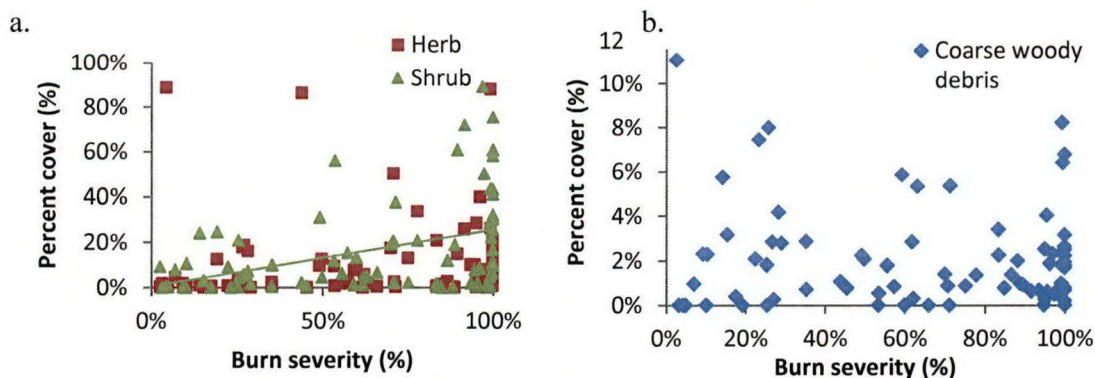 a.
Herb
Shrub
Percent cover (%)
100%
80%
60%
40%
20%
0%
0%
50%
100%
Burn severity (%)
b.
Coarse woody
debris
Percent cover (%)
12
10%
8%
6%
4%
2%
0%
0%
20%
40%
60%
80%
100%
Burn severity (%)